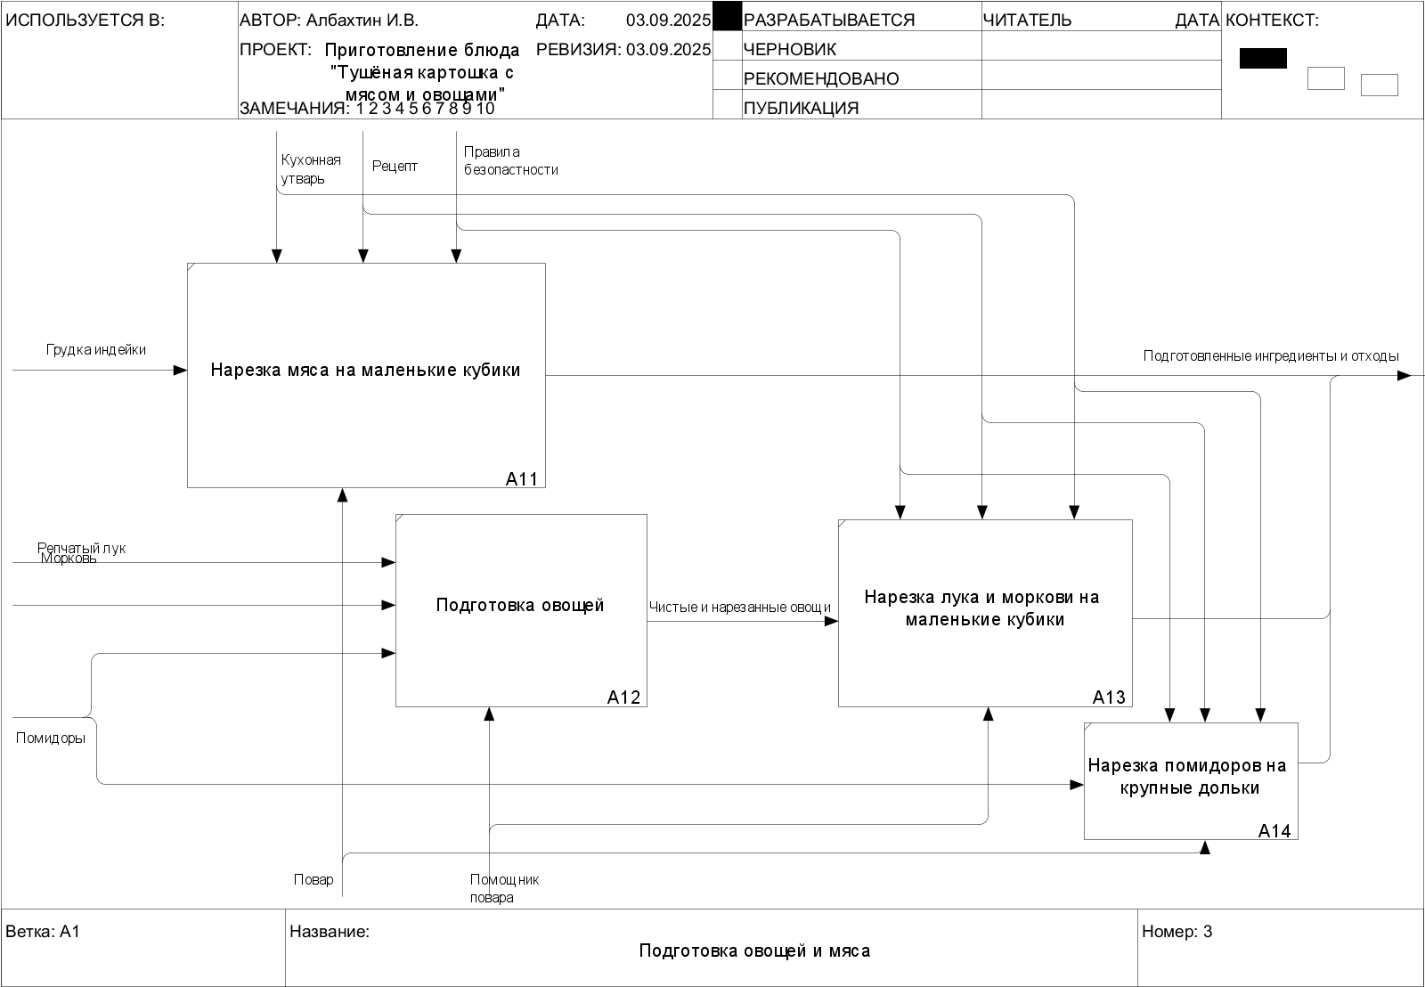 ИСПОЛЬЗУЕТСЯ В:
АВТОР: Албахтин И.В.
ДАТА: 03.09.2025
РАЗРАБАТЫВАЕТСЯ
ЧИТАТЕЛЬ
ДАТА
КОНТЕКСТ:
ПРОЕКТ: Приготовление блюда
"Тушёная картошка с
мясом и овощами"
РЕВИЗИЯ: 03.09.2025
ЧЕРНОВИК
РЕКОМЕНДОВАНО
ЗАМЕЧАНИЯ: 1 2 3 4 5 6 7 8 9 10
ПУБЛИКАЦИЯ
Кухонная
утварь
Рецепт
Правила
безопастности
Грудка индейки
Нарезка мяса на маленькие кубики
A11
Подготовленные ингредиенты и отходы
Репчатый лук
Морковь
Подготовка овощей
A12
Чистые и нарезанные овощи
Нарезка лука и моркови на
маленькие кубики
A13
Помидоры
Нарезка помидоров на
крупные дольки
A14
Повар
Помощник
повара
Ветка: A1
Название:
Подготовка овощей и мяса
Номер: 3